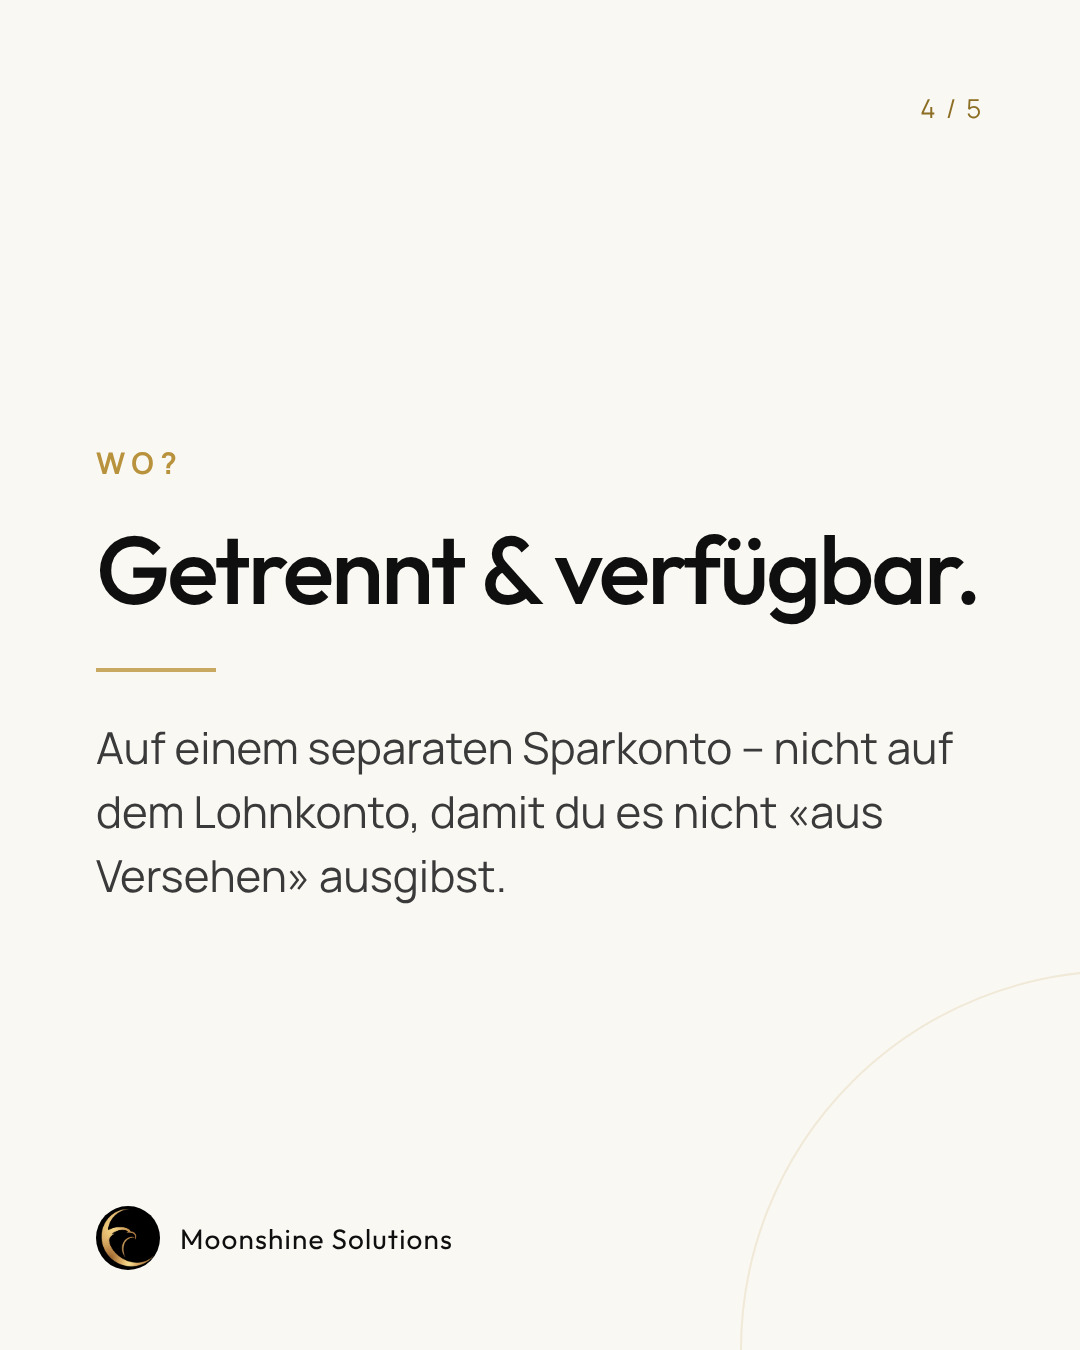 4 / 5
WO?
Getrennt & verfügbar.
Auf einem separaten Sparkonto – nicht auf
dem Lohnkonto, damit du es nicht «aus
Versehen» ausgibst.
Moonshine Solutions